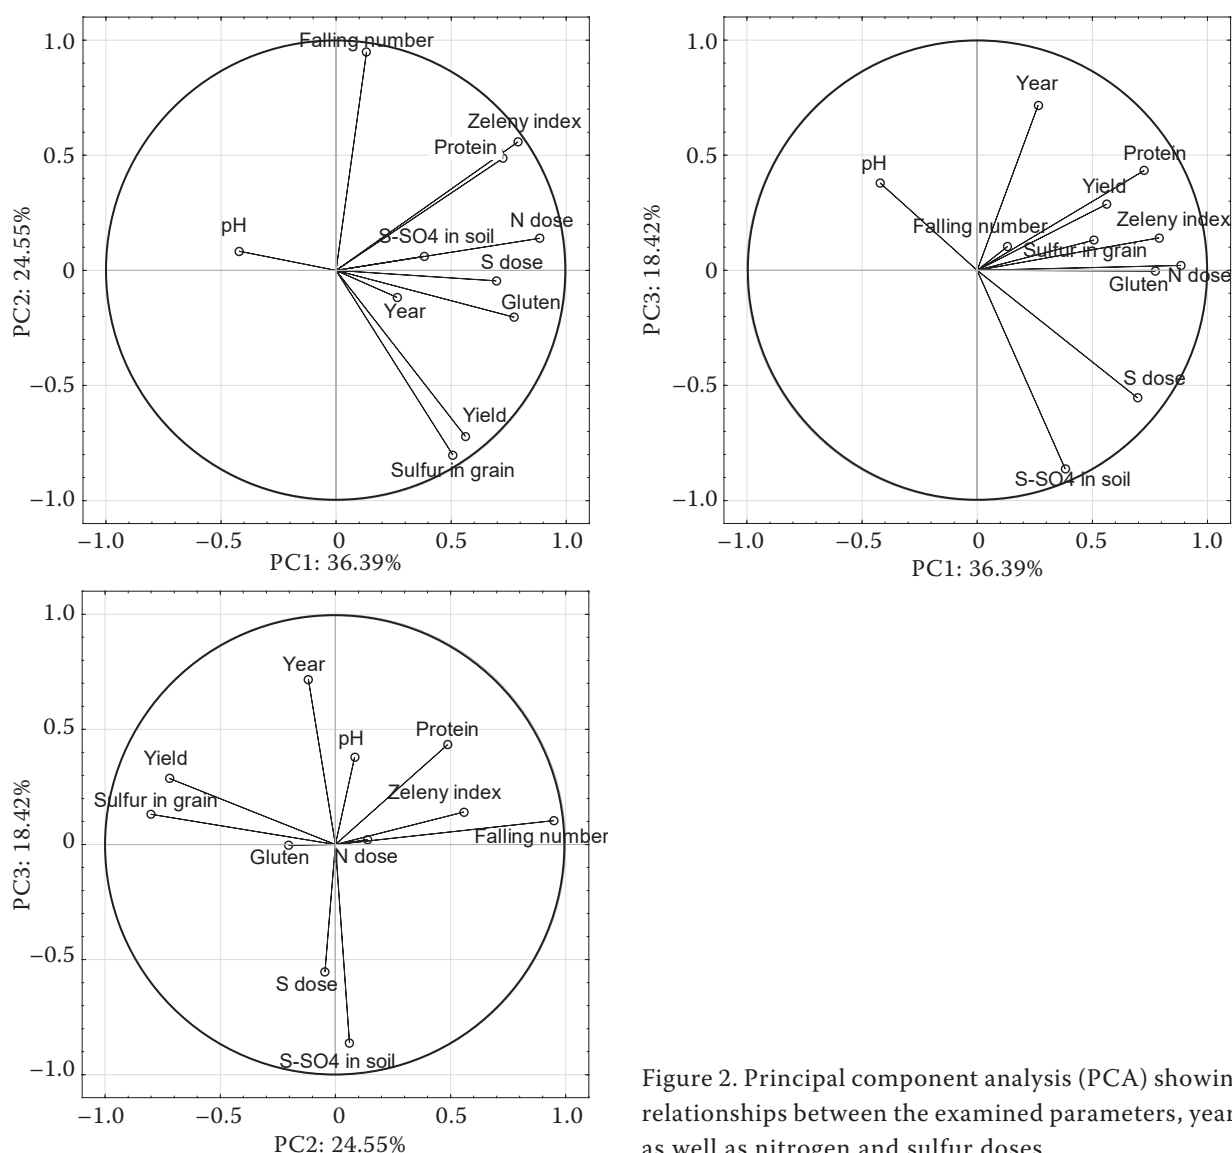 1.0
0.5
0
−0.5
−1.0
PC2: 24.55%
Falling number
Zeleny index
Protein
N dose
pH
S-SO4 in soil
S dose
Year
Gluten
Yield
Sulfur in grain
−1.0 −0.5 0 0.5 1.0
PC1: 36.39%
1.0
0.5
0
−0.5
−1.0
PC3: 18.42%
Year
Protein
pH
Yield
Zeleny index
Falling number
Sulfur in grain
Gluten
N dose
S dose
S-SO4 in soil
−1.0 −0.5 0 0.5 1.0
PC1: 36.39%
1.0
0.5
0
−0.5
−1.0
PC3: 18.42%
Year
Protein
pH
Yield
Zeleny index
Sulfur in grain
Falling number
Gluten
N dose
S dose
S-SO4 in soil
−1.0 −0.5 0 0.5 1.0
PC2: 24.55%
Figure 2. Principal component analysis (PCA) showin
relationships between the examined parameters, year
as well as nitrogen and sulfur doses